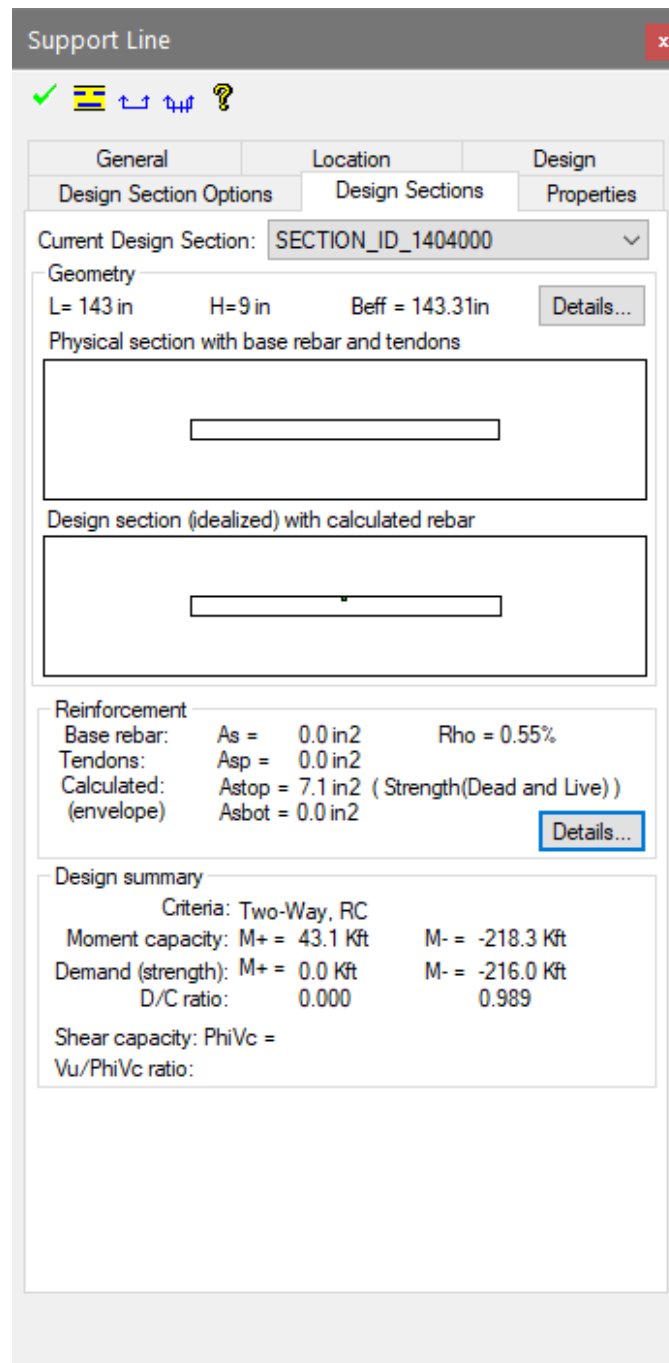 Support Line
x
?
General Location Design
Design Section Options Design Sections Properties
Current Design Section: SECTION_ID_1404000
Geometry
L= 143 in H=9 in Beff = 143.31in Details...
Physical section with base rebar and tendons
Design section (idealized) with calculated rebar
Reinforcement
Base rebar: As = 0.0 in2 Rho = 0.55%
Tendons: Asp = 0.0 in2
Calculated: Astop = 7.1 in2 ( Strength(Dead and Live) )
(envelope) Asbot = 0.0 in2
Details...
Design summary
Criteria: Two-Way, RC
Moment capacity: M+ = 43.1 Kft M- = -218.3 Kft
Demand (strength): M+ = 0.0 Kft M- = -216.0 Kft
D/C ratio: 0.000 0.989
Shear capacity: PhiVc =
Vu/PhiVc ratio: